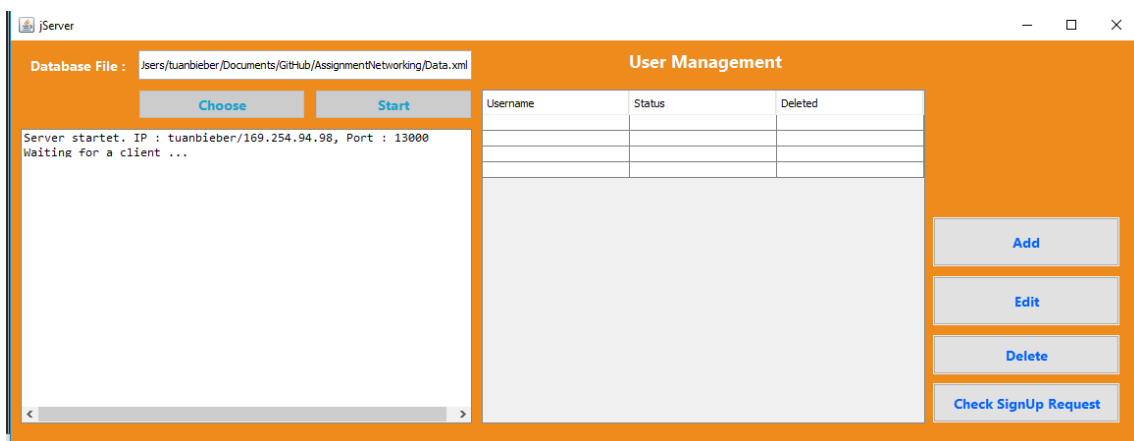 jServer
Database File :
Jsers/tuanbieber/Documents/GitHub/AssignmentNetworking/Data.xml
Choose
Start
Server startet. IP : tuanbieber/169.254.94.98, Port : 13000
Waiting for a client ...
User Management
Username Status Deleted
Add
Edit
Delete
Check SignUp Request